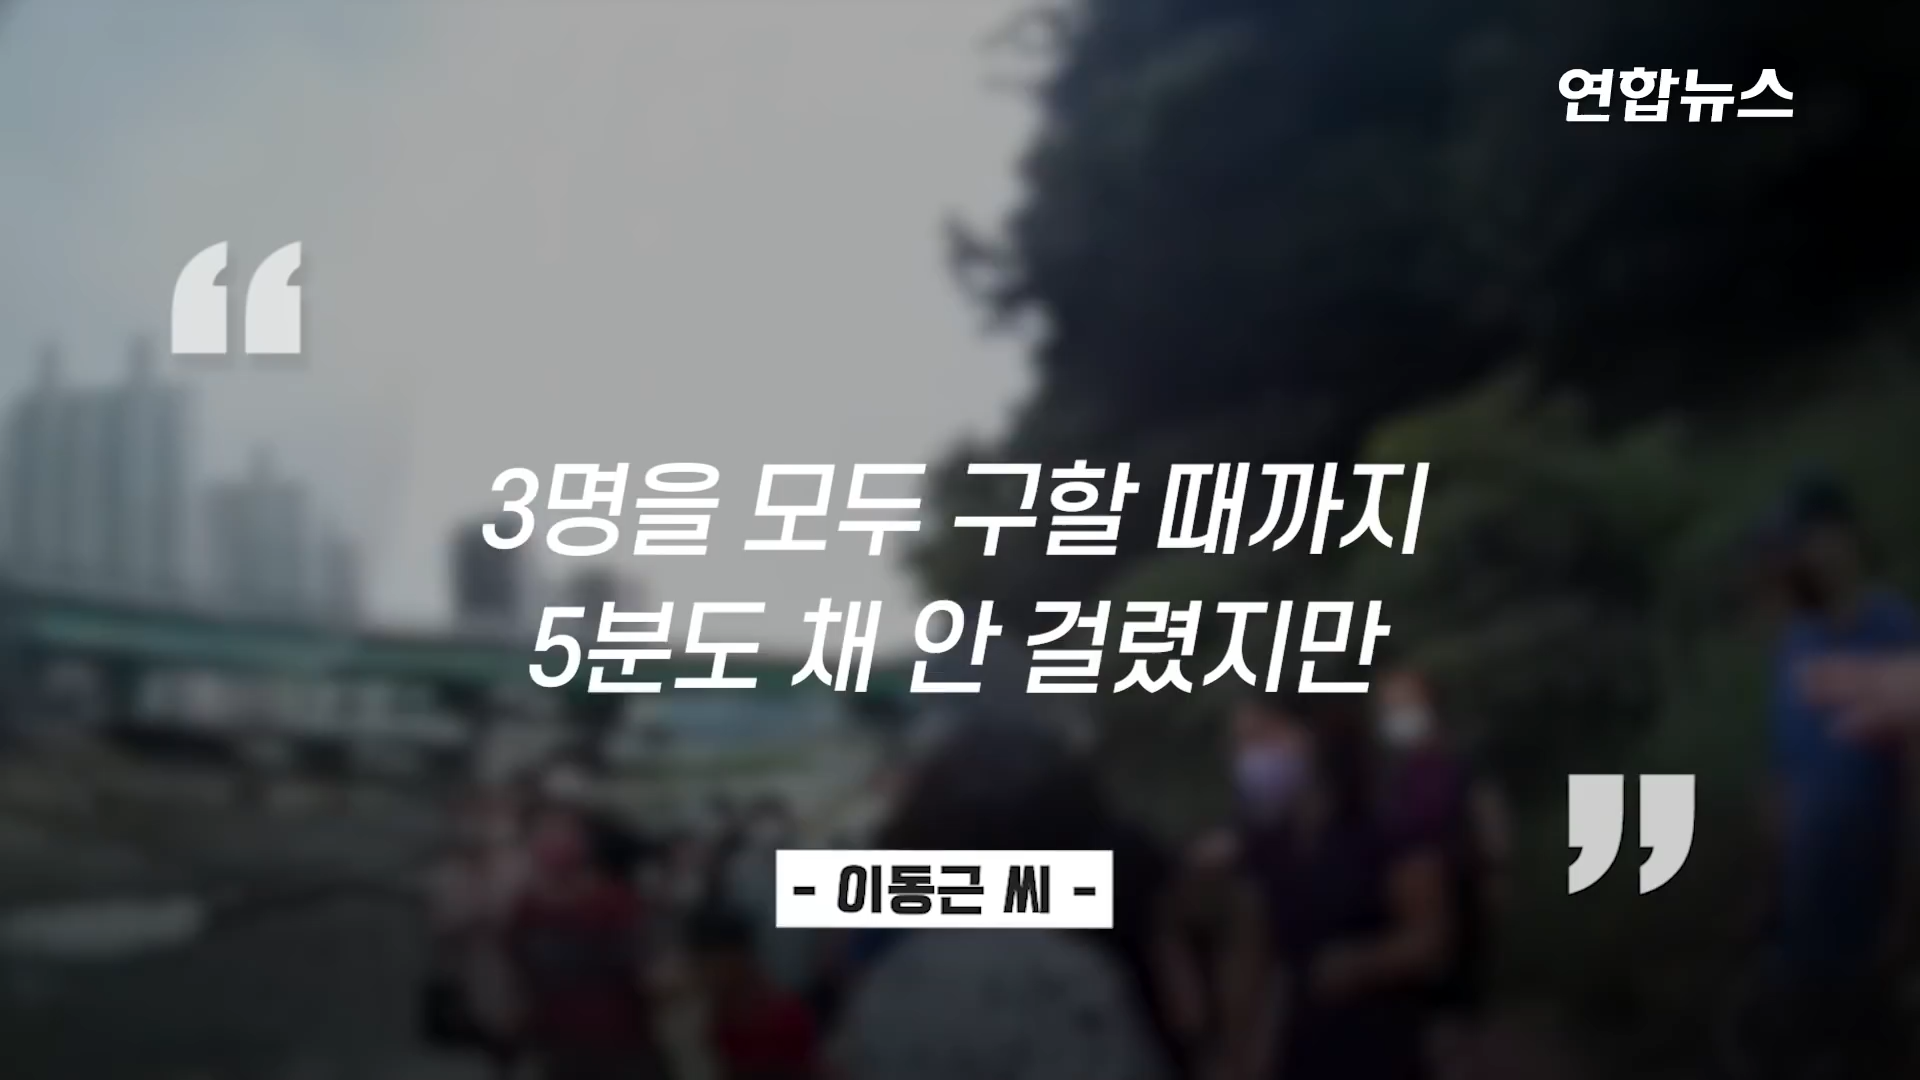 연합뉴스
“
3명을 모두 구할 때까지
5분도 채 안 걸렸지만
”
- 이동근 씨 -